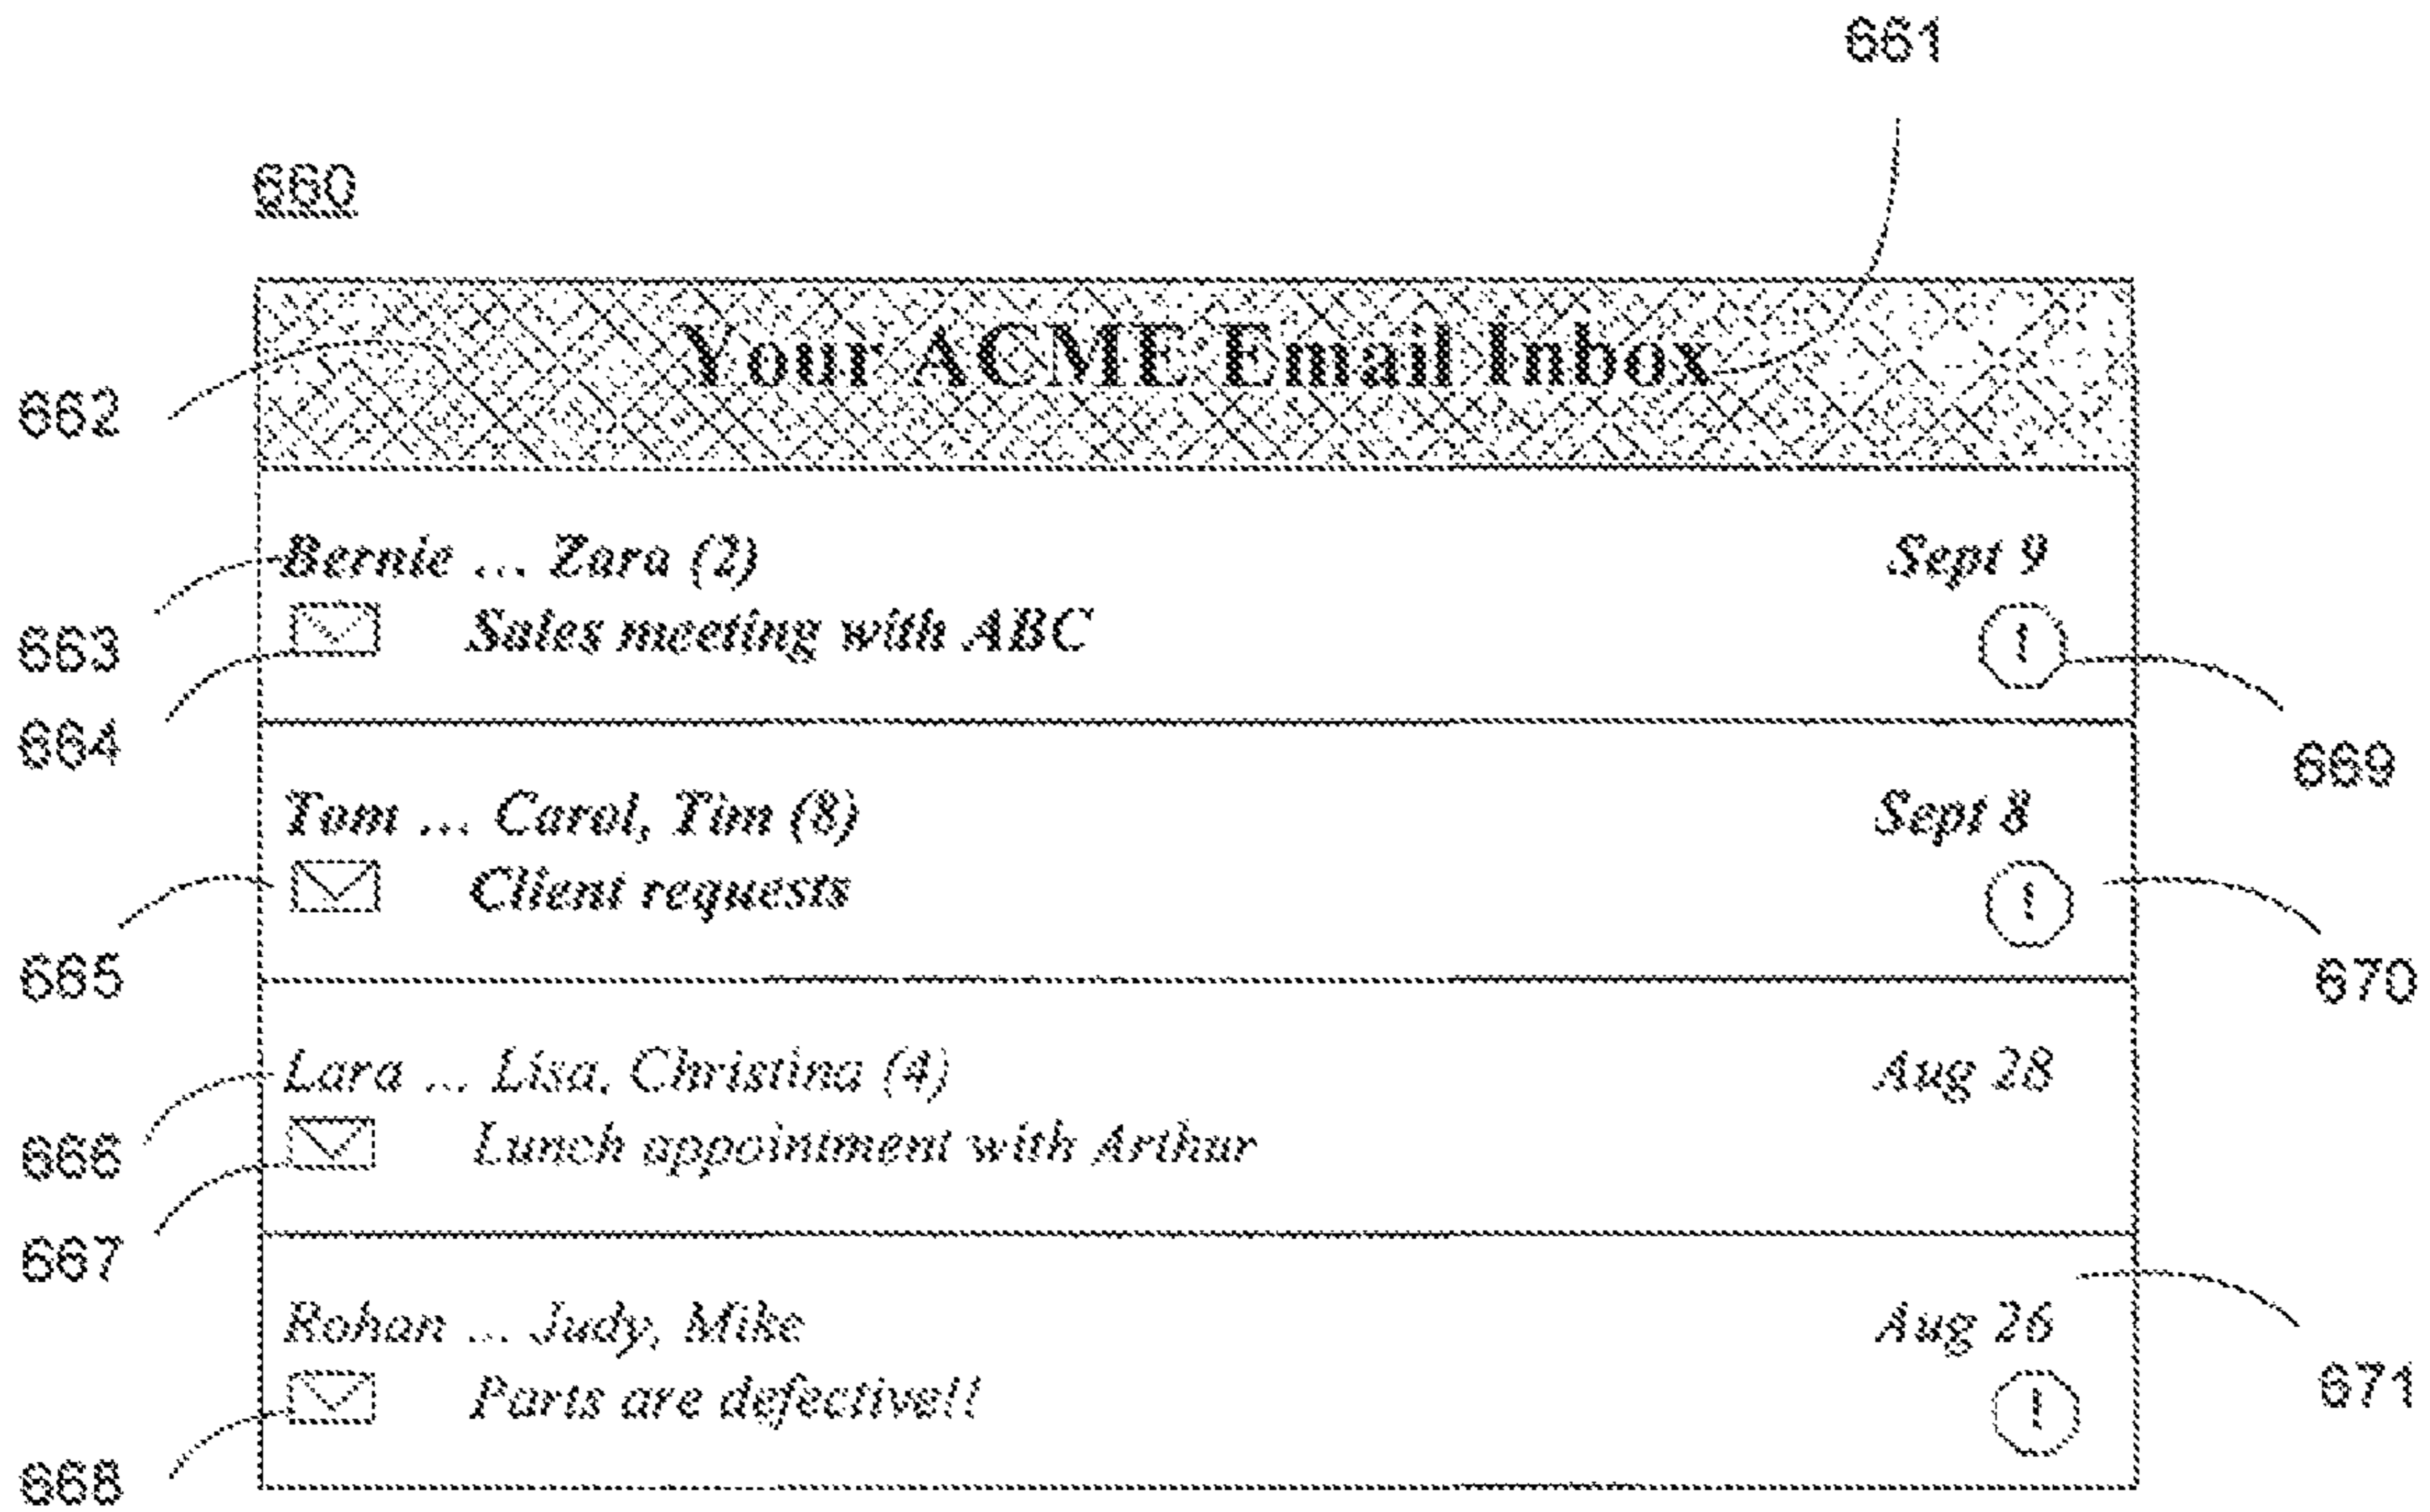 661
660
Your ACME Email Inbox
662
Bernie ... Zara (2)
Sept 9
663
Sales meeting with ABC
!
664
669
Tom ... Carol, Tim (8)
Sept 8
Client requests
!
665
670
Lara ... Lisa, Christina (4)
Aug 28
666
Lunch appointment with Arthur
667
Rohan ... Judy, Mike
Aug 26
671
Parts are defective!!
!
668